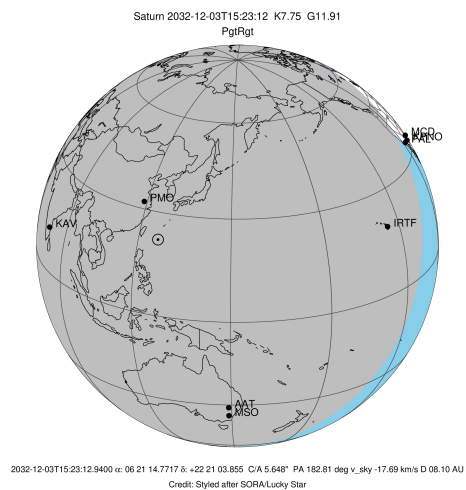 Saturn 2032-12-03T15:23:12 K7.75 G11.91
PgtRgt
MCD
PAL
PMO
KAV
IRTF
AAT
MSO
2032-12-03T15:23:12.9400 α: 06 21 14.7717 δ: +22 21 03.855 C/A 5.648" PA 182.81 deg v_sky -17.69 km/s D 08.10 AU
Credit: Styled after SORA/Lucky Star